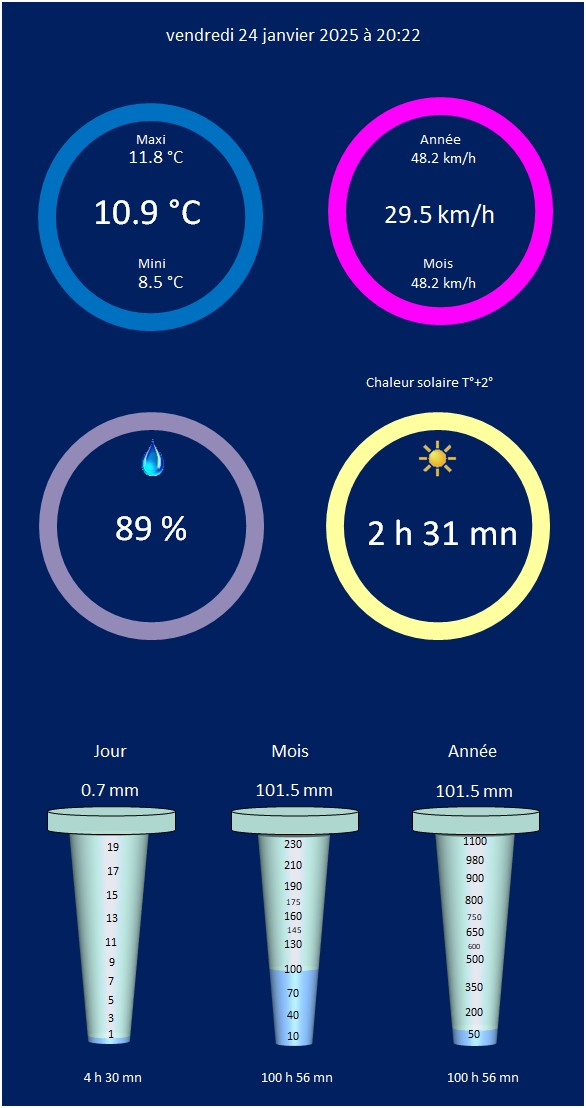 vendredi 24 janvier 2025 à 20:22
Maxi
11.8 °C
10.9 °C
Mini
8.5 °C
Année
48.2 km/h
29.5 km/h
Mois
48.2 km/h
Chaleur solaire T°+2°
89 %
2 h 31 mn
Jour
0.7 mm
19
17
15
13
11
9
7
5
3
1
4 h 30 mn
Mois
101.5 mm
230
210
190
175
160
145
130
100
70
40
10
100 h 56 mn
Année
101.5 mm
1100
980
900
800
750
650
600
500
350
200
50
100 h 56 mn